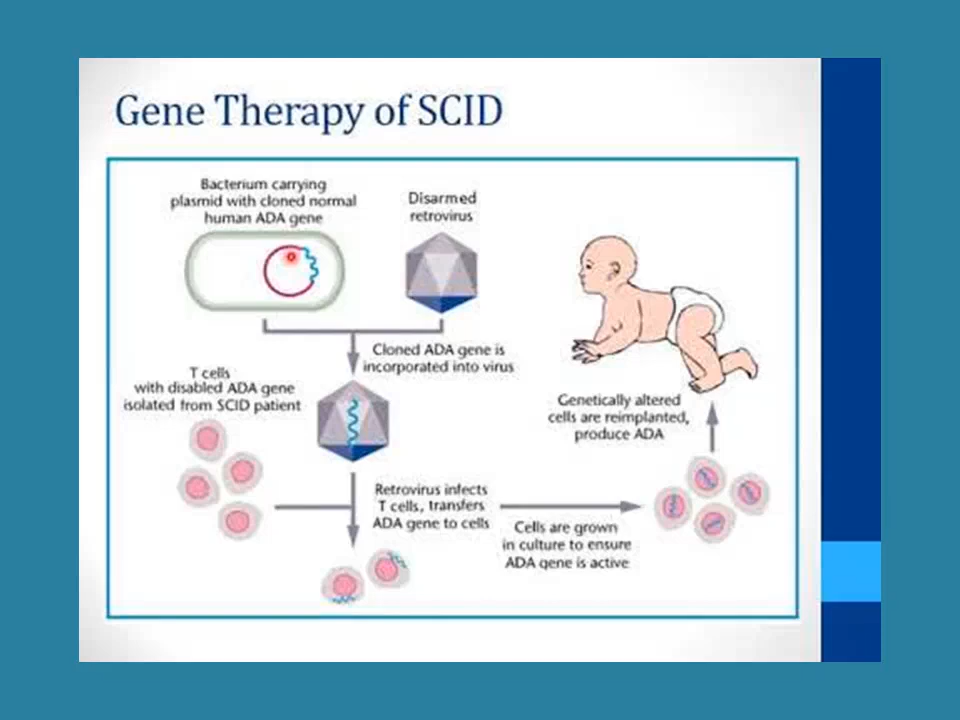 Gene Therapy of SCID
Bacterium carrying
plasmid with cloned normal
human ADA gene
Disarmed
retrovirus
Cloned ADA gene is
incorporated into virus
T cells
with disabled ADA gene
isolated from SCID patient
Genetically altered
cells are reimplanted,
produce ADA
Retrovirus infects
T cells, transfers
ADA gene to cells
Cells are grown
in culture to ensure
ADA gene is active